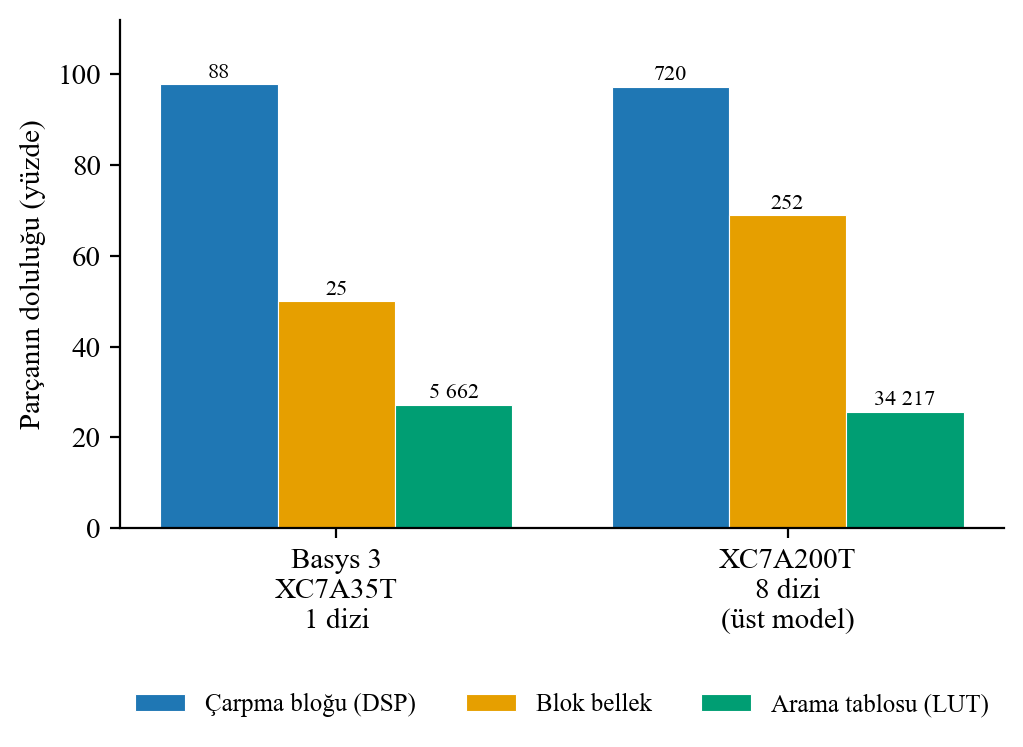 Parçanın doluluğu (yüzde)
100
80
60
40
20
0
88
25
5 662
720
252
34 217
Basys 3
XC7A35T
1 dizi
XC7A200T
8 dizi
(üst model)
Çarpma bloğu (DSP)
Blok bellek
Arama tablosu (LUT)